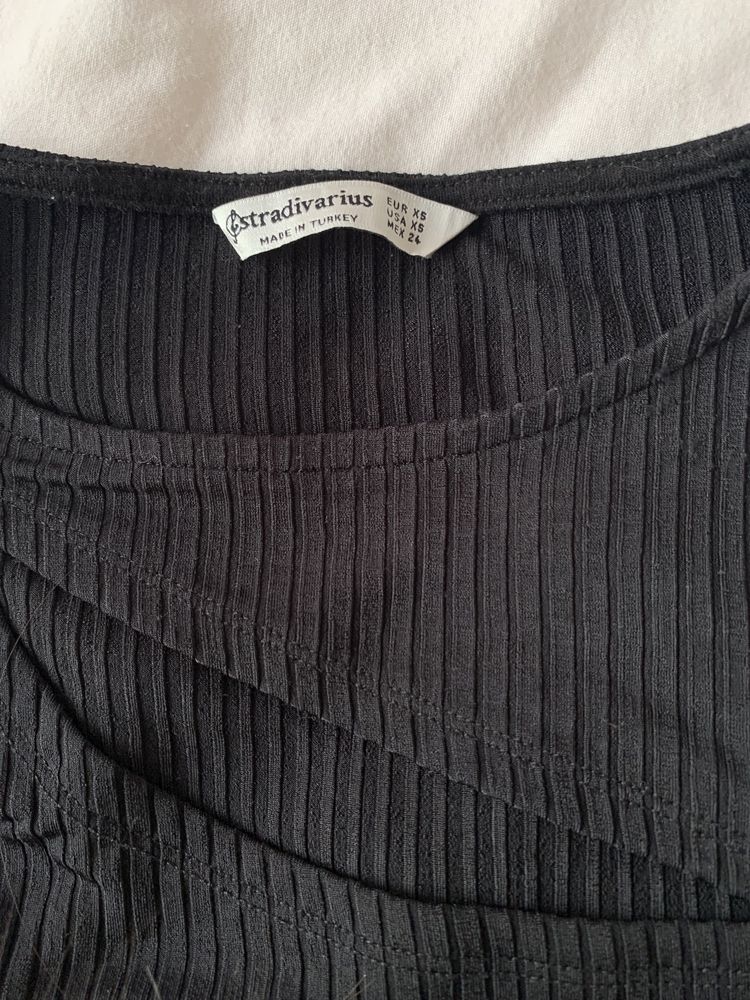 stradivarius
MADE IN TURKEY
EUR XS
USA XS
MEX 24